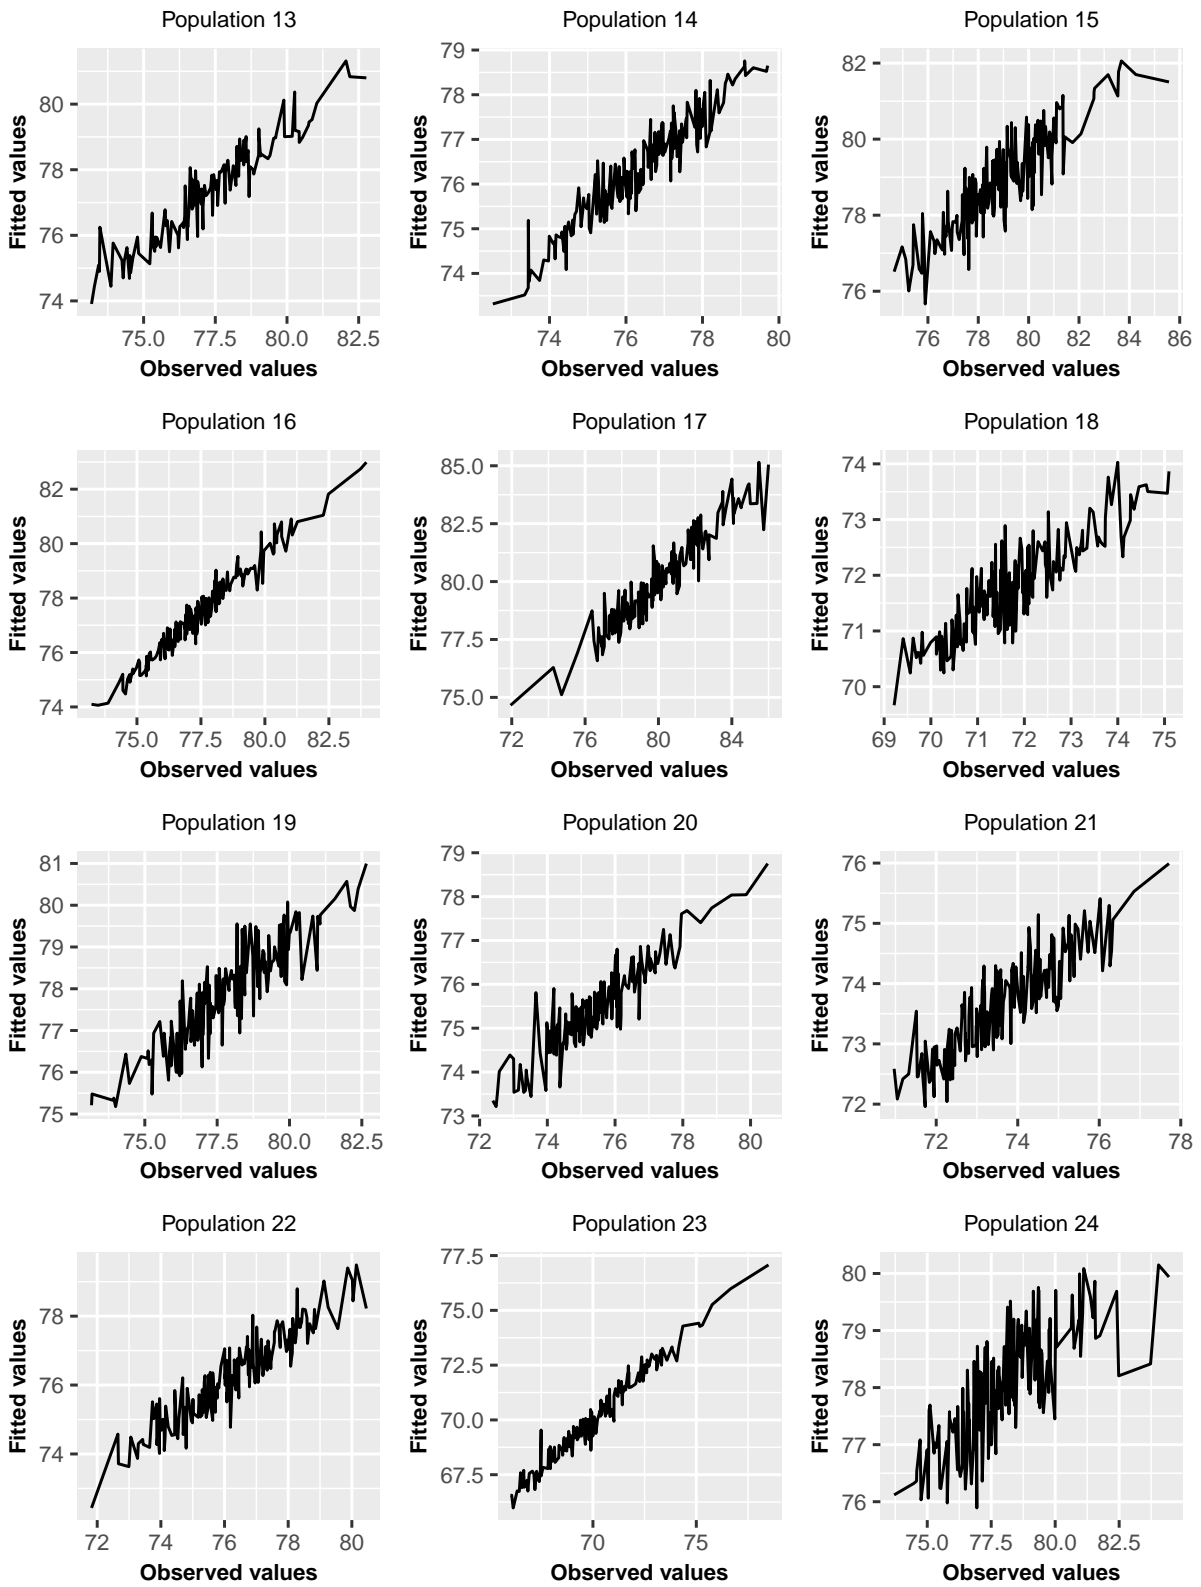 Population 13 Population 14 Population 15
Fitted values
80
78
76
74
75.0 77.5 80.0 82.5
Observed values
Fitted values
79
78
77
76
75
74
74 76 78 80
Observed values
Fitted values
82
80
78
76
76 78 80 82 84 86
Observed values
Population 16 Population 17 Population 18
Fitted values
82
80
78
76
74
75.0 77.5 80.0 82.5
Observed values
Fitted values
85.0
82.5
80.0
77.5
75.0
72 76 80 84
Observed values
Fitted values
74
73
72
71
70
69 70 71 72 73 74 75
Observed values
Population 19 Population 20 Population 21
Fitted values
81
80
79
78
77
76
75
75.0 77.5 80.0 82.5
Observed values
Fitted values
79
78
77
76
75
74
73
72 74 76 78 80
Observed values
Fitted values
76
75
74
73
72
72 74 76 78
Observed values
Population 22 Population 23 Population 24
Fitted values
78
76
74
72 74 76 78 80
Observed values
Fitted values
77.5
75.0
72.5
70.0
67.5
70 75
Observed values
Fitted values
80
79
78
77
76
75.0 77.5 80.0 82.5
Observed values